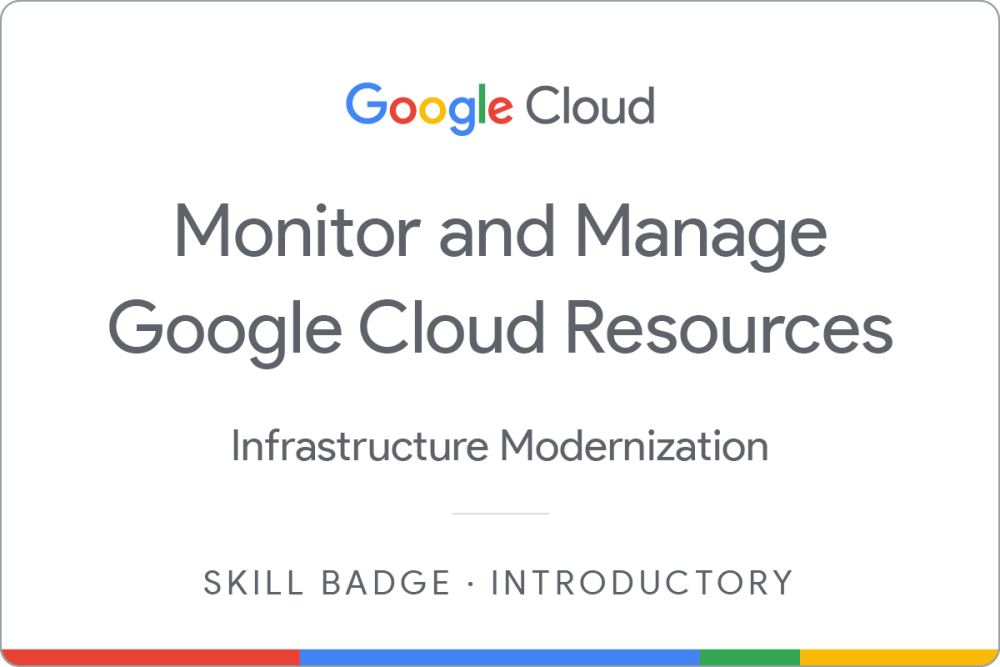 Google Cloud
Monitor and Manage
Google Cloud Resources
Infrastructure Modernization
SKILL BADGE · INTRODUCTORY